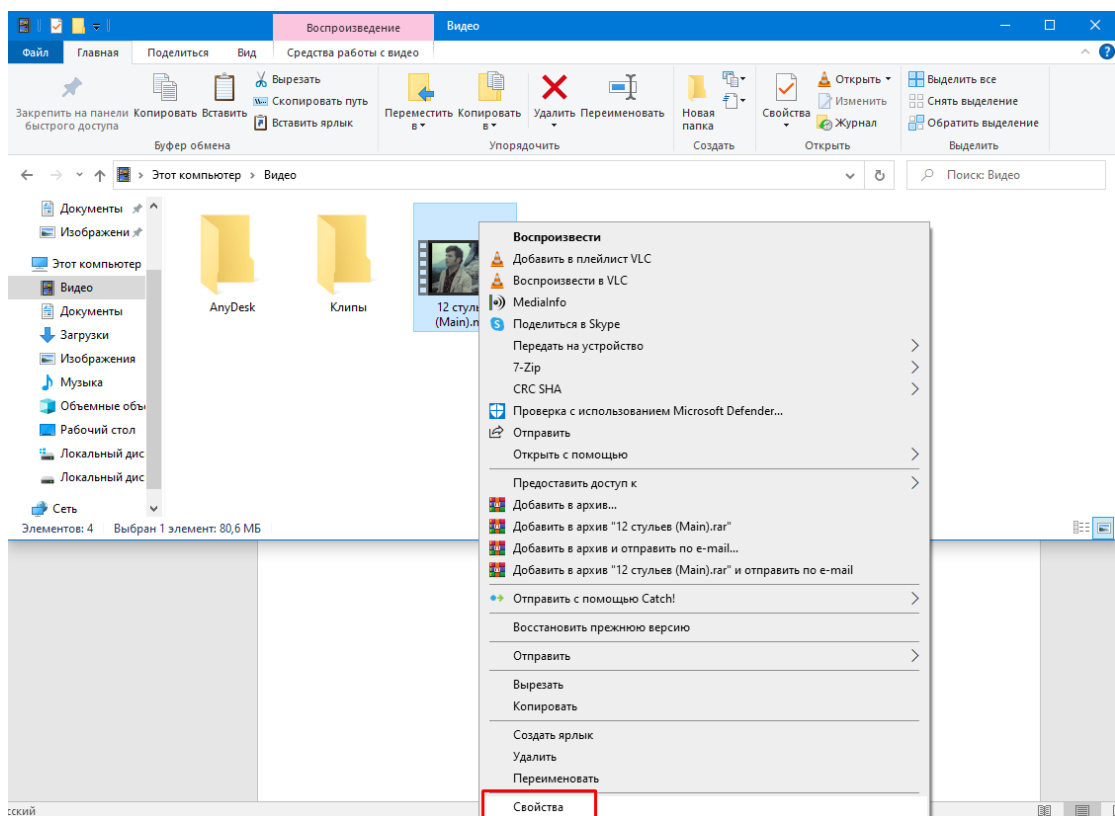 Воспроизведение
Видео
Файл
Главная
Поделиться
Вид
Средства работы с видео
Закрепить на панели
быстрого доступа
Копировать
Вставить
Вырезать
Скопировать путь
Вставить ярлык
Буфер обмена
Переместить
в
Копировать
в
Удалить
Переименовать
Упорядочить
Новая
папка
Создать
Свойства
Открыть
Изменить
Журнал
Открыть
Выделить все
Снять выделение
Обратить выделение
Выделить
Этот компьютер > Видео
Поиск: Видео
Документы
Изображени
Этот компьютер
Видео
Документы
Загрузки
Изображения
Музыка
Объемные объ
Рабочий стол
Локальный дис
Локальный дис
Сеть
AnyDesk
Клипы
12 стуль
(Main).m
Элементов: 4
Выбран 1 элемент: 80,6 МБ
Воспроизвести
Добавить в плейлист VLC
Воспроизвести в VLC
MediaInfo
Поделиться в Skype
Передать на устройство
7-Zip
CRC SHA
Проверка с использованием Microsoft Defender...
Отправить
Открыть с помощью
Предоставить доступ к
Добавить в архив...
Добавить в архив "12 стульев (Main).rar"
Добавить в архив и отправить по e-mail...
Добавить в архив "12 стульев (Main).rar" и отправить по e-mail
Отправить с помощью Catch!
Восстановить прежнюю версию
Отправить
Вырезать
Копировать
Создать ярлык
Удалить
Переименовать
Свойства
сский